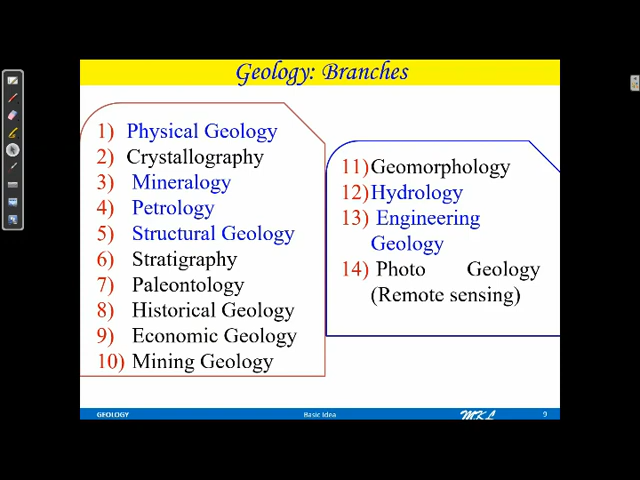 Geology: Branches
1) Physical Geology
2) Crystallography
3) Mineralogy
4) Petrology
5) Structural Geology
6) Stratigraphy
7) Paleontology
8) Historical Geology
9) Economic Geology
10) Mining Geology
11)Geomorphology
12)Hydrology
13) Engineering
Geology
14) Photo Geology
(Remote sensing)
GEOLOGY
Basic Idea
MKL
9